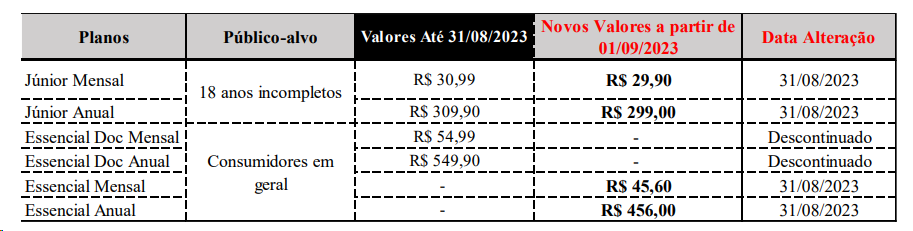 Planos Público-alvo Valores Até 31/08/2023 Novos Valores a partir de 01/09/2023 Data Alteração
Júnior Mensal 18 anos incompletos R$ 30,99 R$ 29,90 31/08/2023
Júnior Anual R$ 309,90 R$ 299,00 31/08/2023
Essencial Doc Mensal Consumidores em geral R$ 54,99 - Descontinuado
Essencial Doc Anual R$ 549,90 - Descontinuado
Essencial Mensal - R$ 45,60 31/08/2023
Essencial Anual - R$ 456,00 31/08/2023